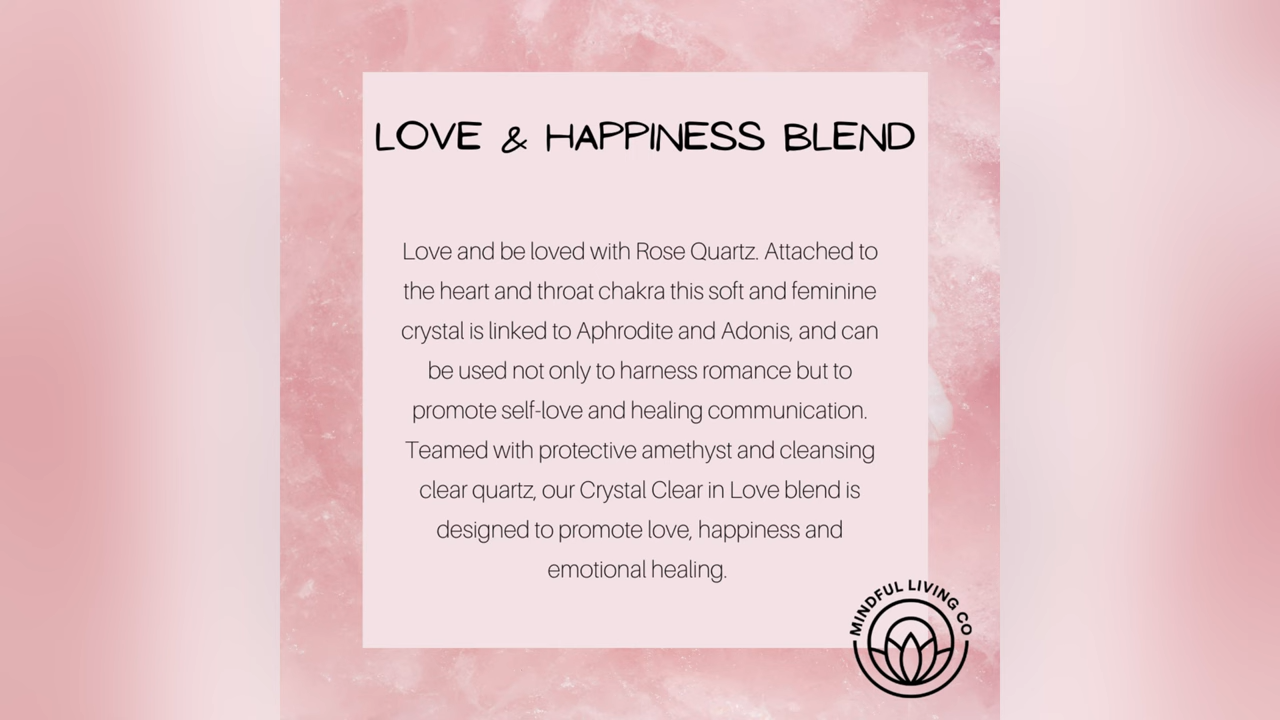 LOVE & HAPPINESS BLEND
Love and be loved with Rose Quartz. Attached to
the heart and throat chakra this soft and feminine
crystal is linked to Aphrodite and Adonis, and can
be used not only to harness romance but to
promote self-love and healing communication.
Teamed with protective amethyst and cleansing
clear quartz, our Crystal Clear in Love blend is
designed to promote love, happiness and
emotional healing.
MINDFUL LIVING CO